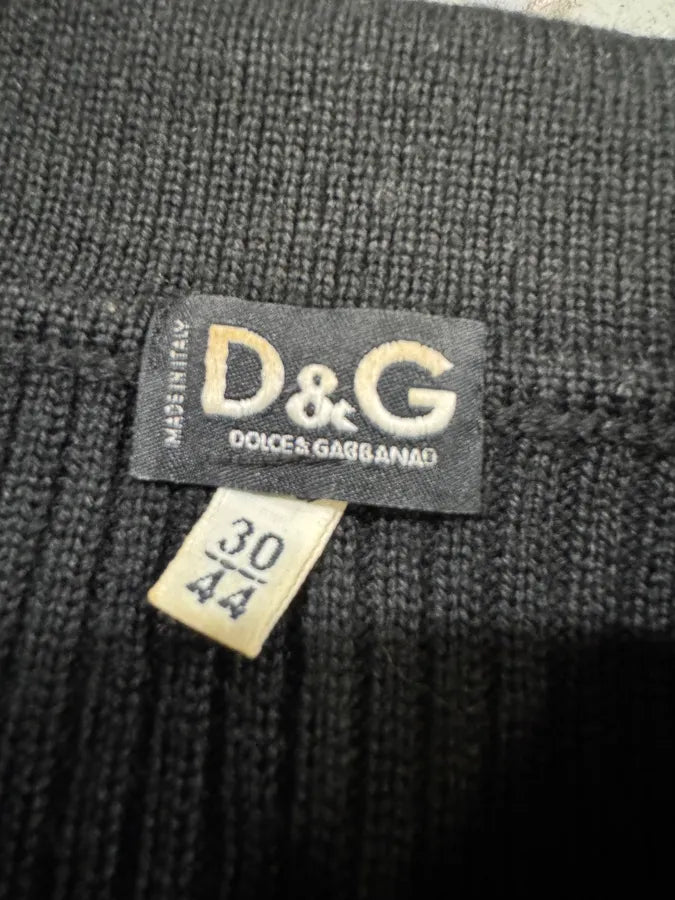 MADE IN ITALY
D&G
DOLCE & GABBANA®
30
44